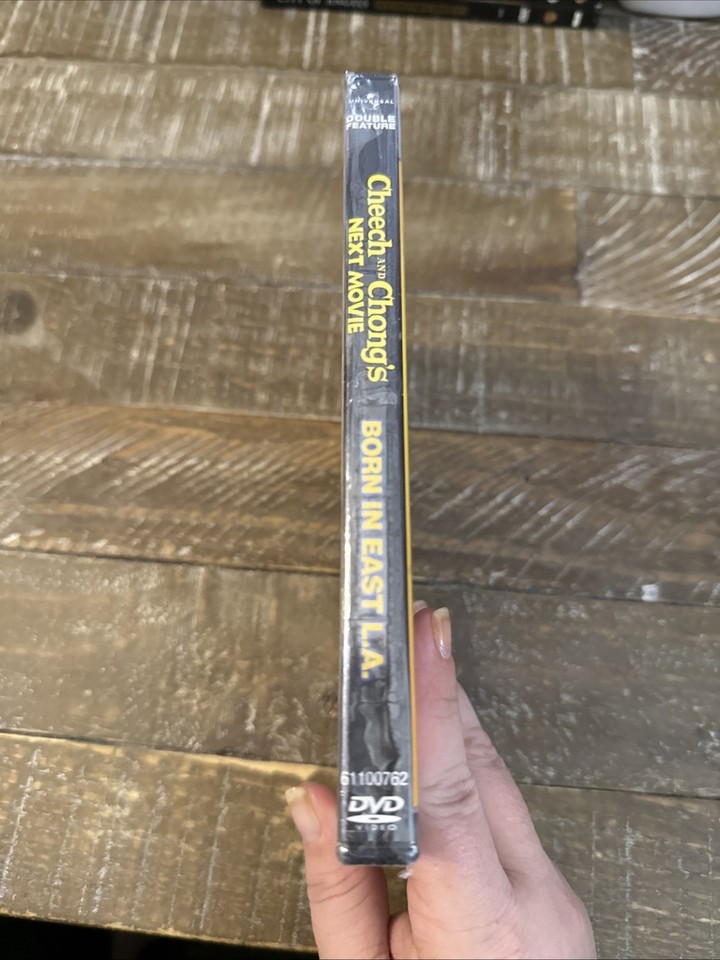 UNIVERSAL
DOUBLE
FEATURE
Cheech AND Chong's
NEXT MOVIE
BORN IN EAST L.A.
61100762
DVD
VIDEO